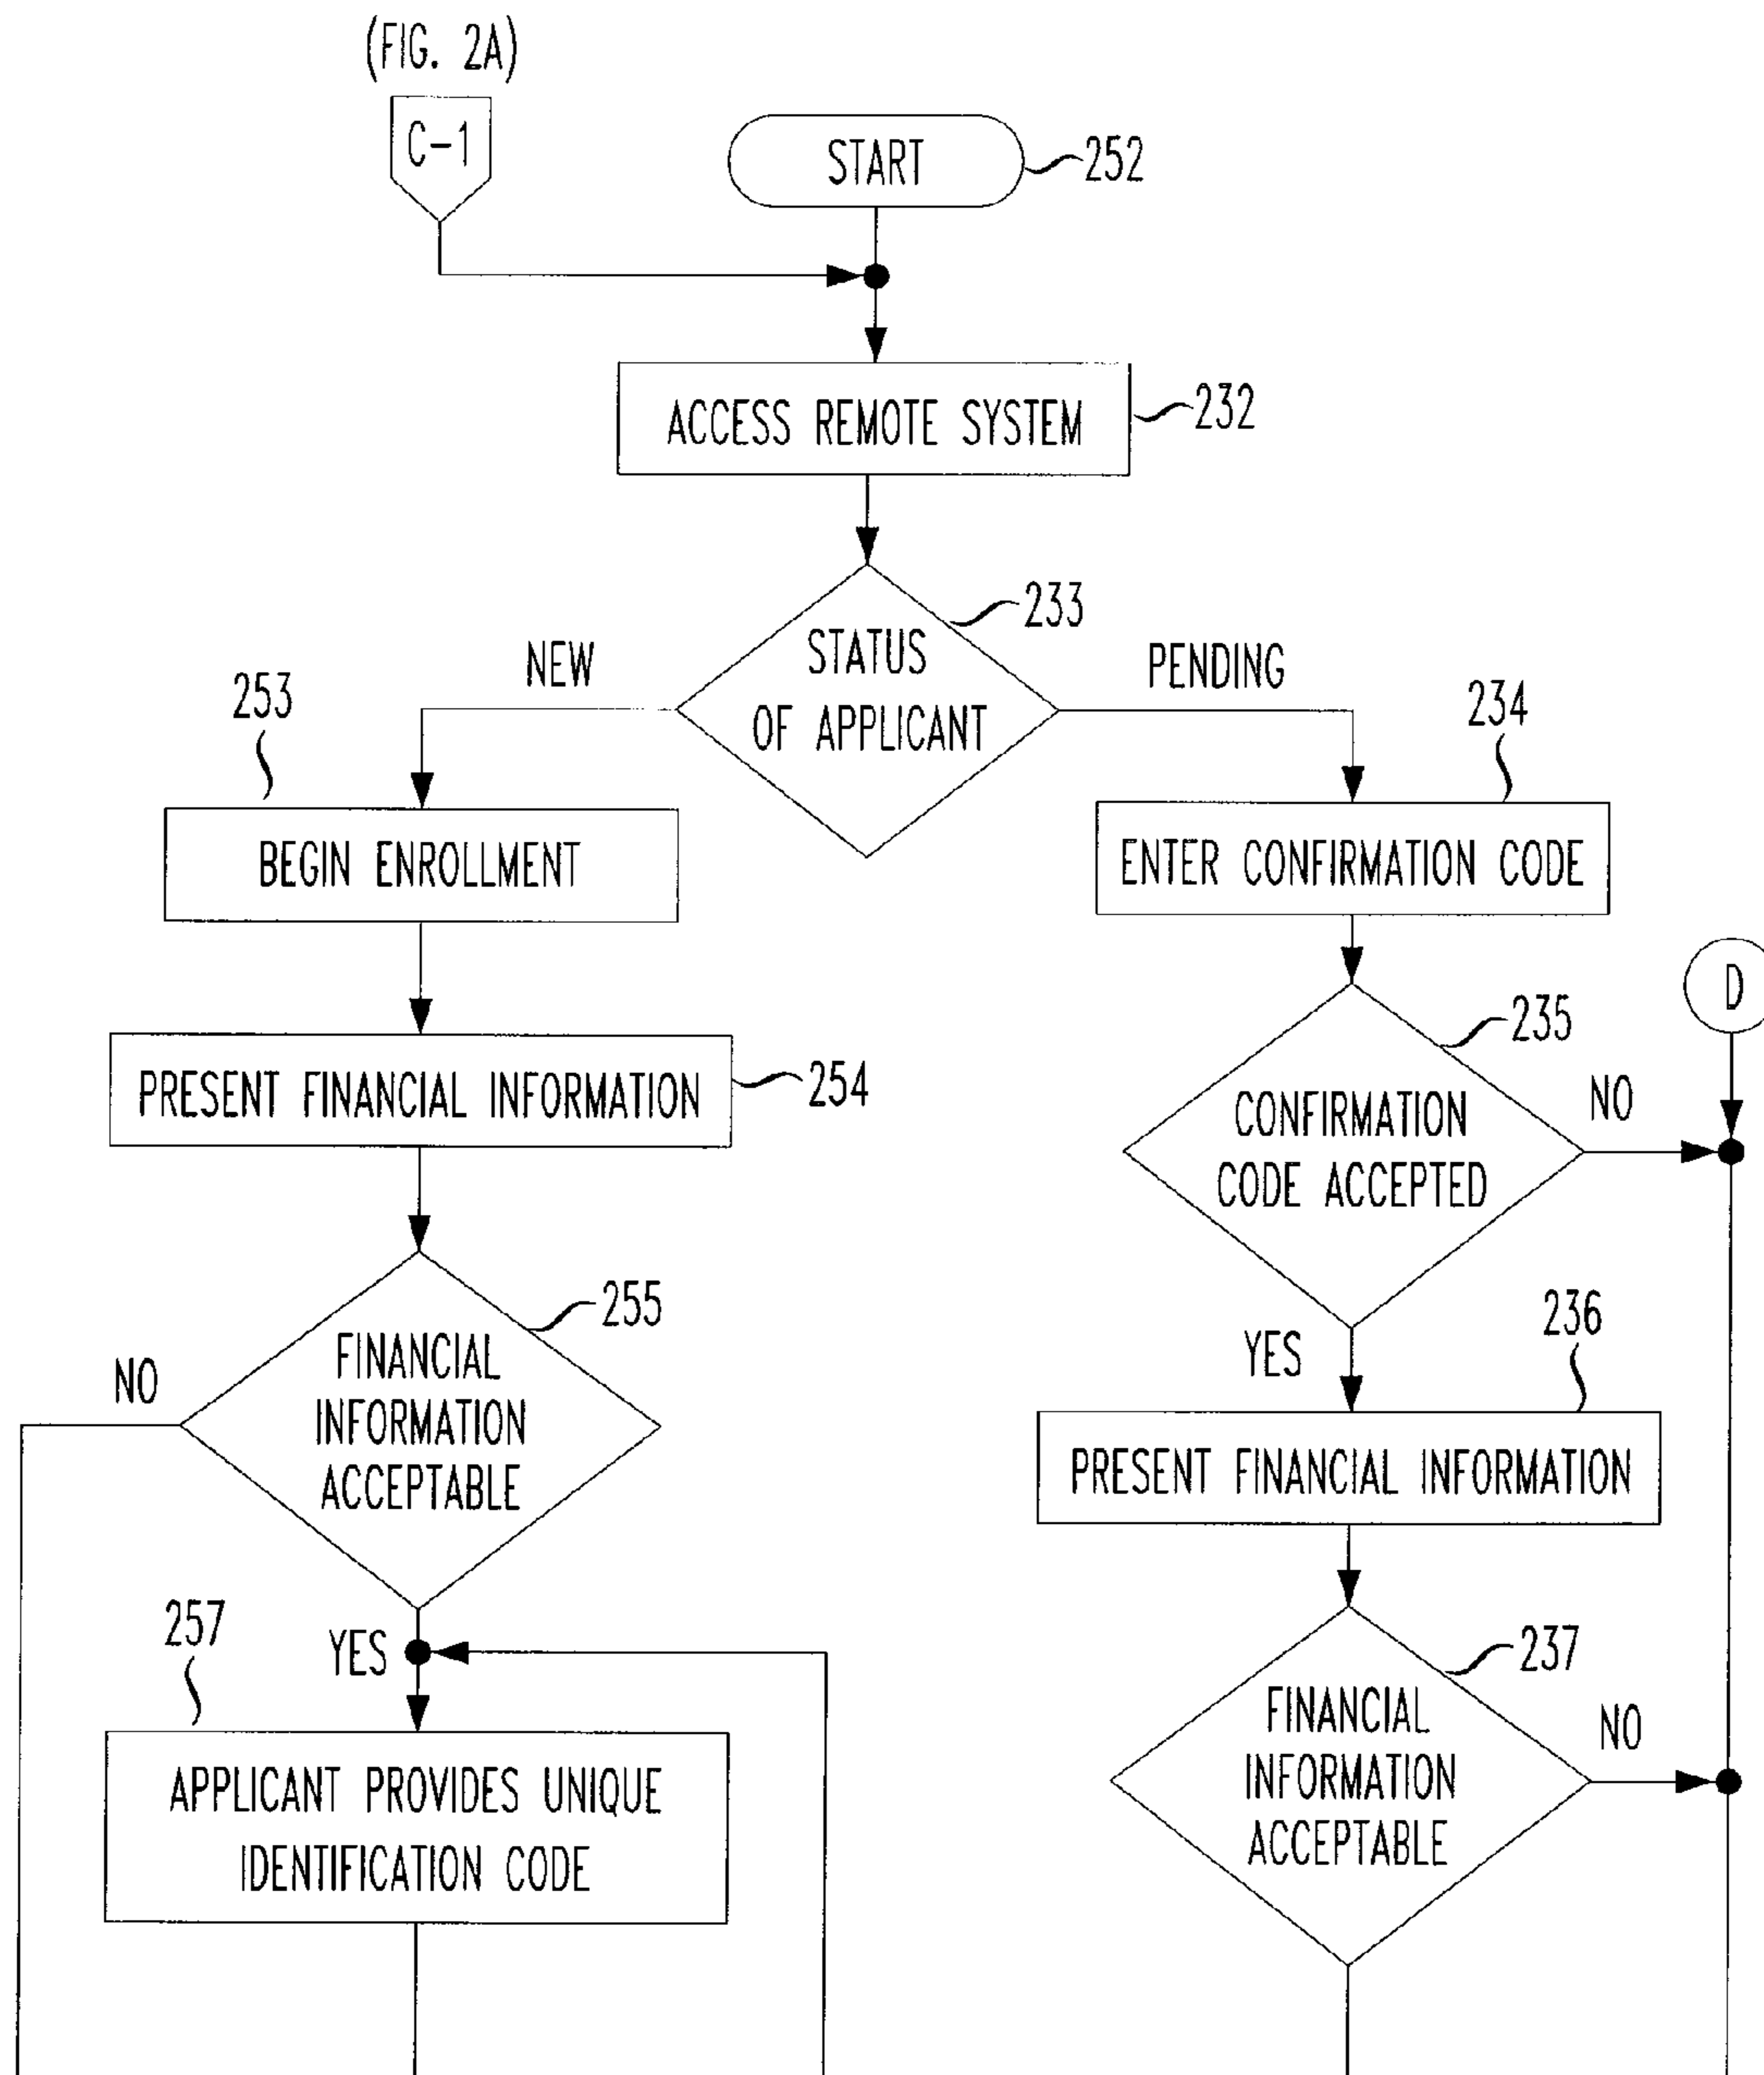 (FIG. 2A)
C-1
START
252
ACCESS REMOTE SYSTEM
232
STATUS
OF APPLICANT
233
NEW
PENDING
253
BEGIN ENROLLMENT
234
ENTER CONFIRMATION CODE
PRESENT FINANCIAL INFORMATION
254
CONFIRMATION
CODE ACCEPTED
235
NO
D
FINANCIAL
INFORMATION
ACCEPTABLE
255
NO
YES
YES
236
PRESENT FINANCIAL INFORMATION
257
APPLICANT PROVIDES UNIQUE
IDENTIFICATION CODE
FINANCIAL
INFORMATION
ACCEPTABLE
237
NO